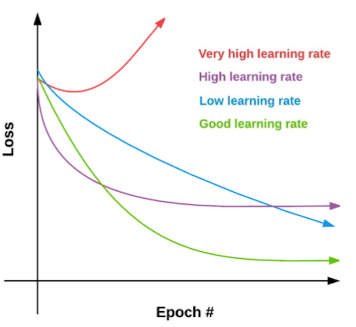 Very high learning rate
High learning rate
Low learning rate
Good learning rate
Loss
Epoch #